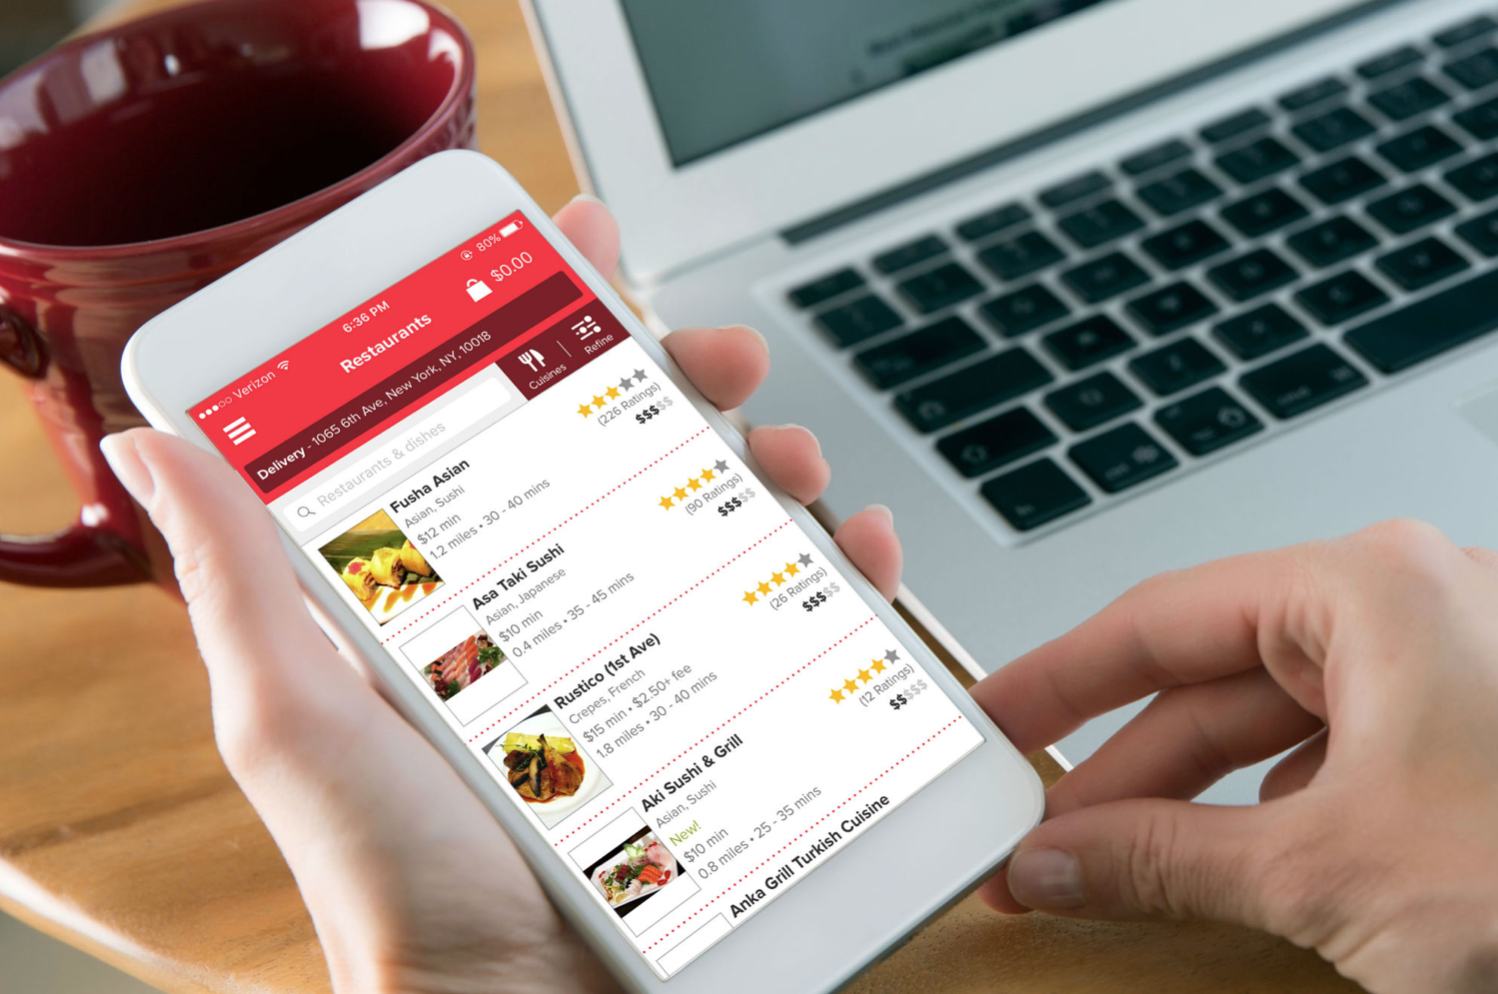 Verizon 6:36 PM 80%
Restaurants $0.00
Delivery - 1065 6th Ave, New York, NY, 10018
Restaurants & dishes
Cuisines
Refine
Fusha Asian
Asian, Sushi
$12 min
1.2 miles • 30 - 40 mins
(226 Ratings)
$$$$$
Asa Taki Sushi
Asian, Japanese
$10 min
0.4 miles • 35 - 45 mins
(90 Ratings)
$$$$$
Rustico (1st Ave)
Crepes, French
$15 min • $2.50+ fee
1.8 miles • 30 - 40 mins
(26 Ratings)
$$$$$
Aki Sushi & Grill
Asian, Sushi
New!
$10 min
0.8 miles • 25 - 35 mins
(12 Ratings)
$$$$$
Anka Grill Turkish Cuisine